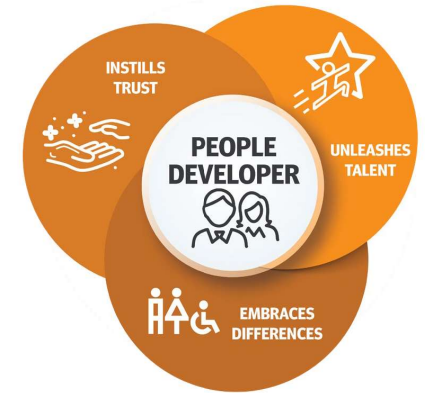 INSTILLS
TRUST
UNLEASHES
TALENT
PEOPLE
DEVELOPER
EMBRACES
DIFFERENCES